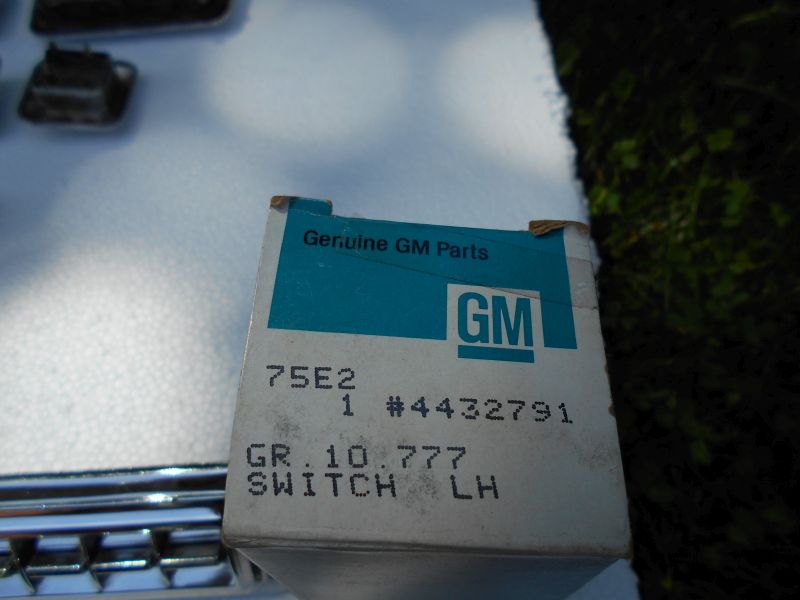 Genuine GM Parts
GM
75E2
1 #4432791
GR.10.777
SWITCH LH